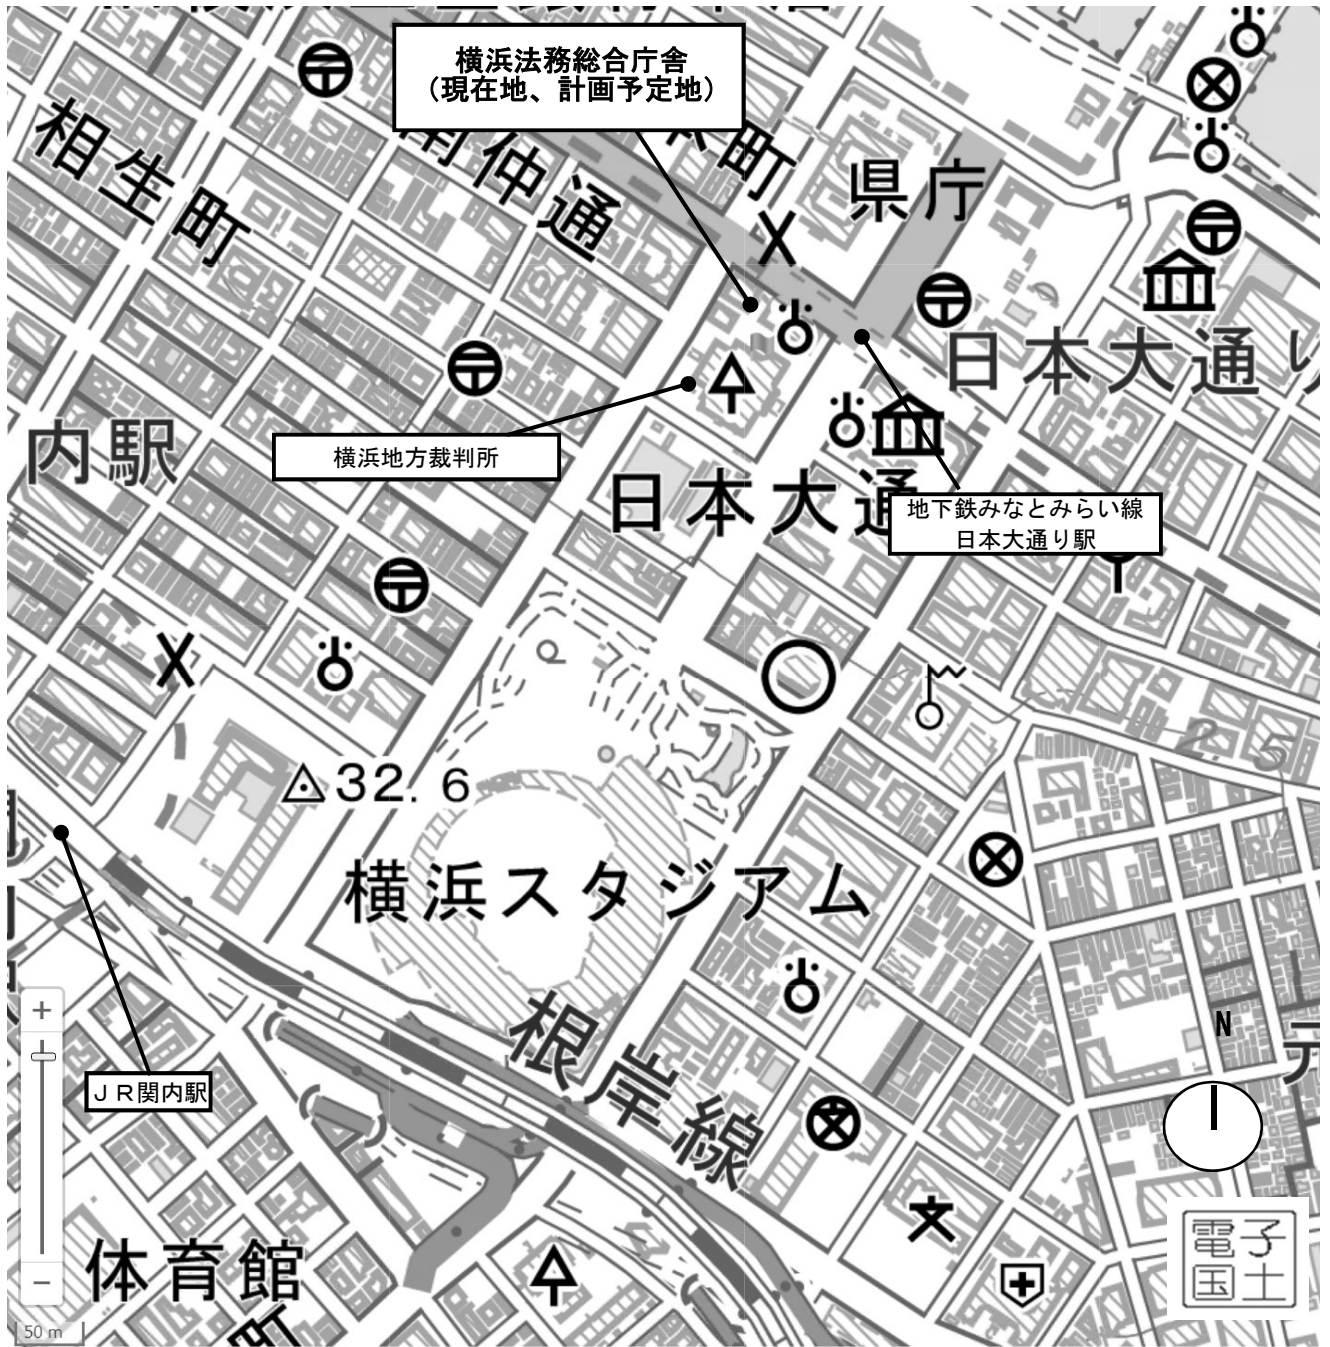 横浜法務総合庁舎
（現在地、計画予定地）
相生町
南仲通
本町
県庁
日本大通り
内駅
横浜地方裁判所
日本大通
地下鉄みなとみらい線
日本大通り駅
25
32.6
横浜スタジアム
根岸線
+
N
ＪＲ関内駅
体育館
町
−
50 m
電子
国土